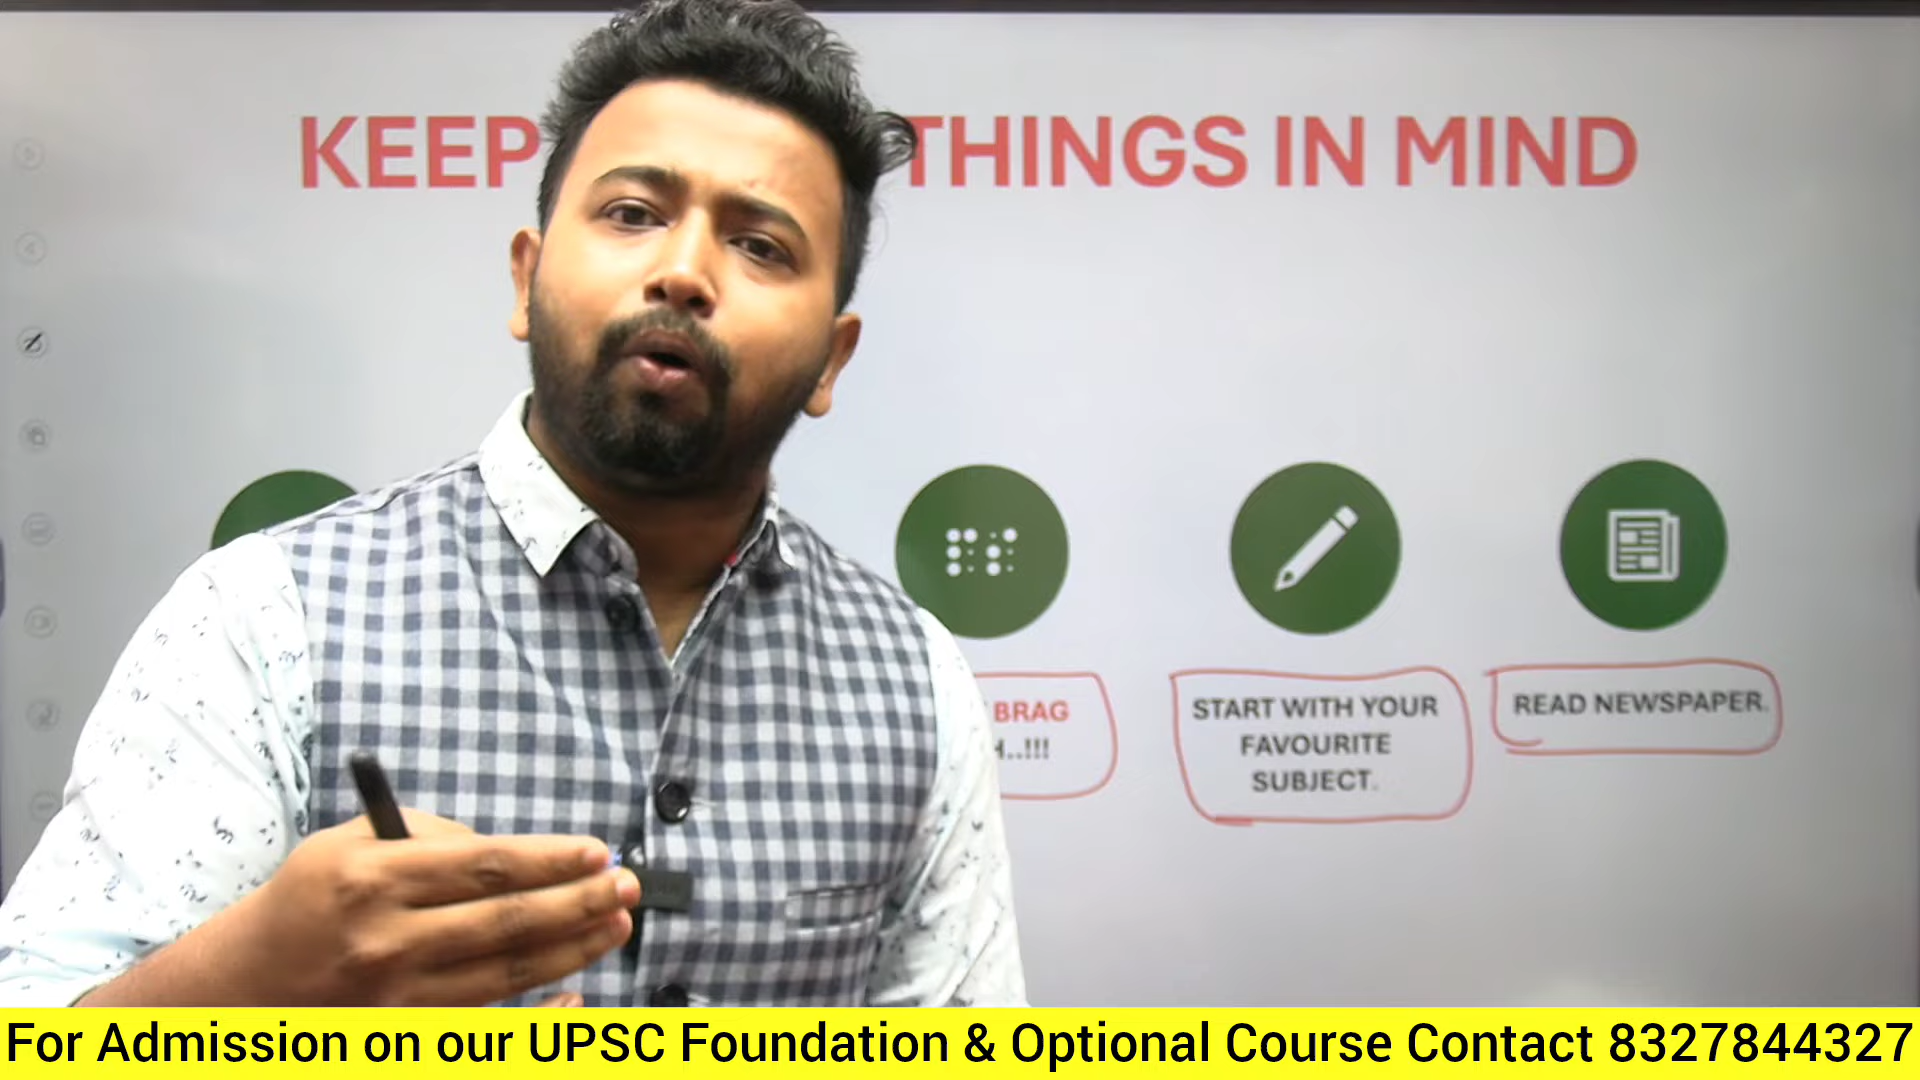 KEEP THINGS IN MIND
BRAG
H..!!!
START WITH YOUR
FAVOURITE
SUBJECT.
READ NEWSPAPER.
For Admission on our UPSC Foundation & Optional Course Contact 8327844327